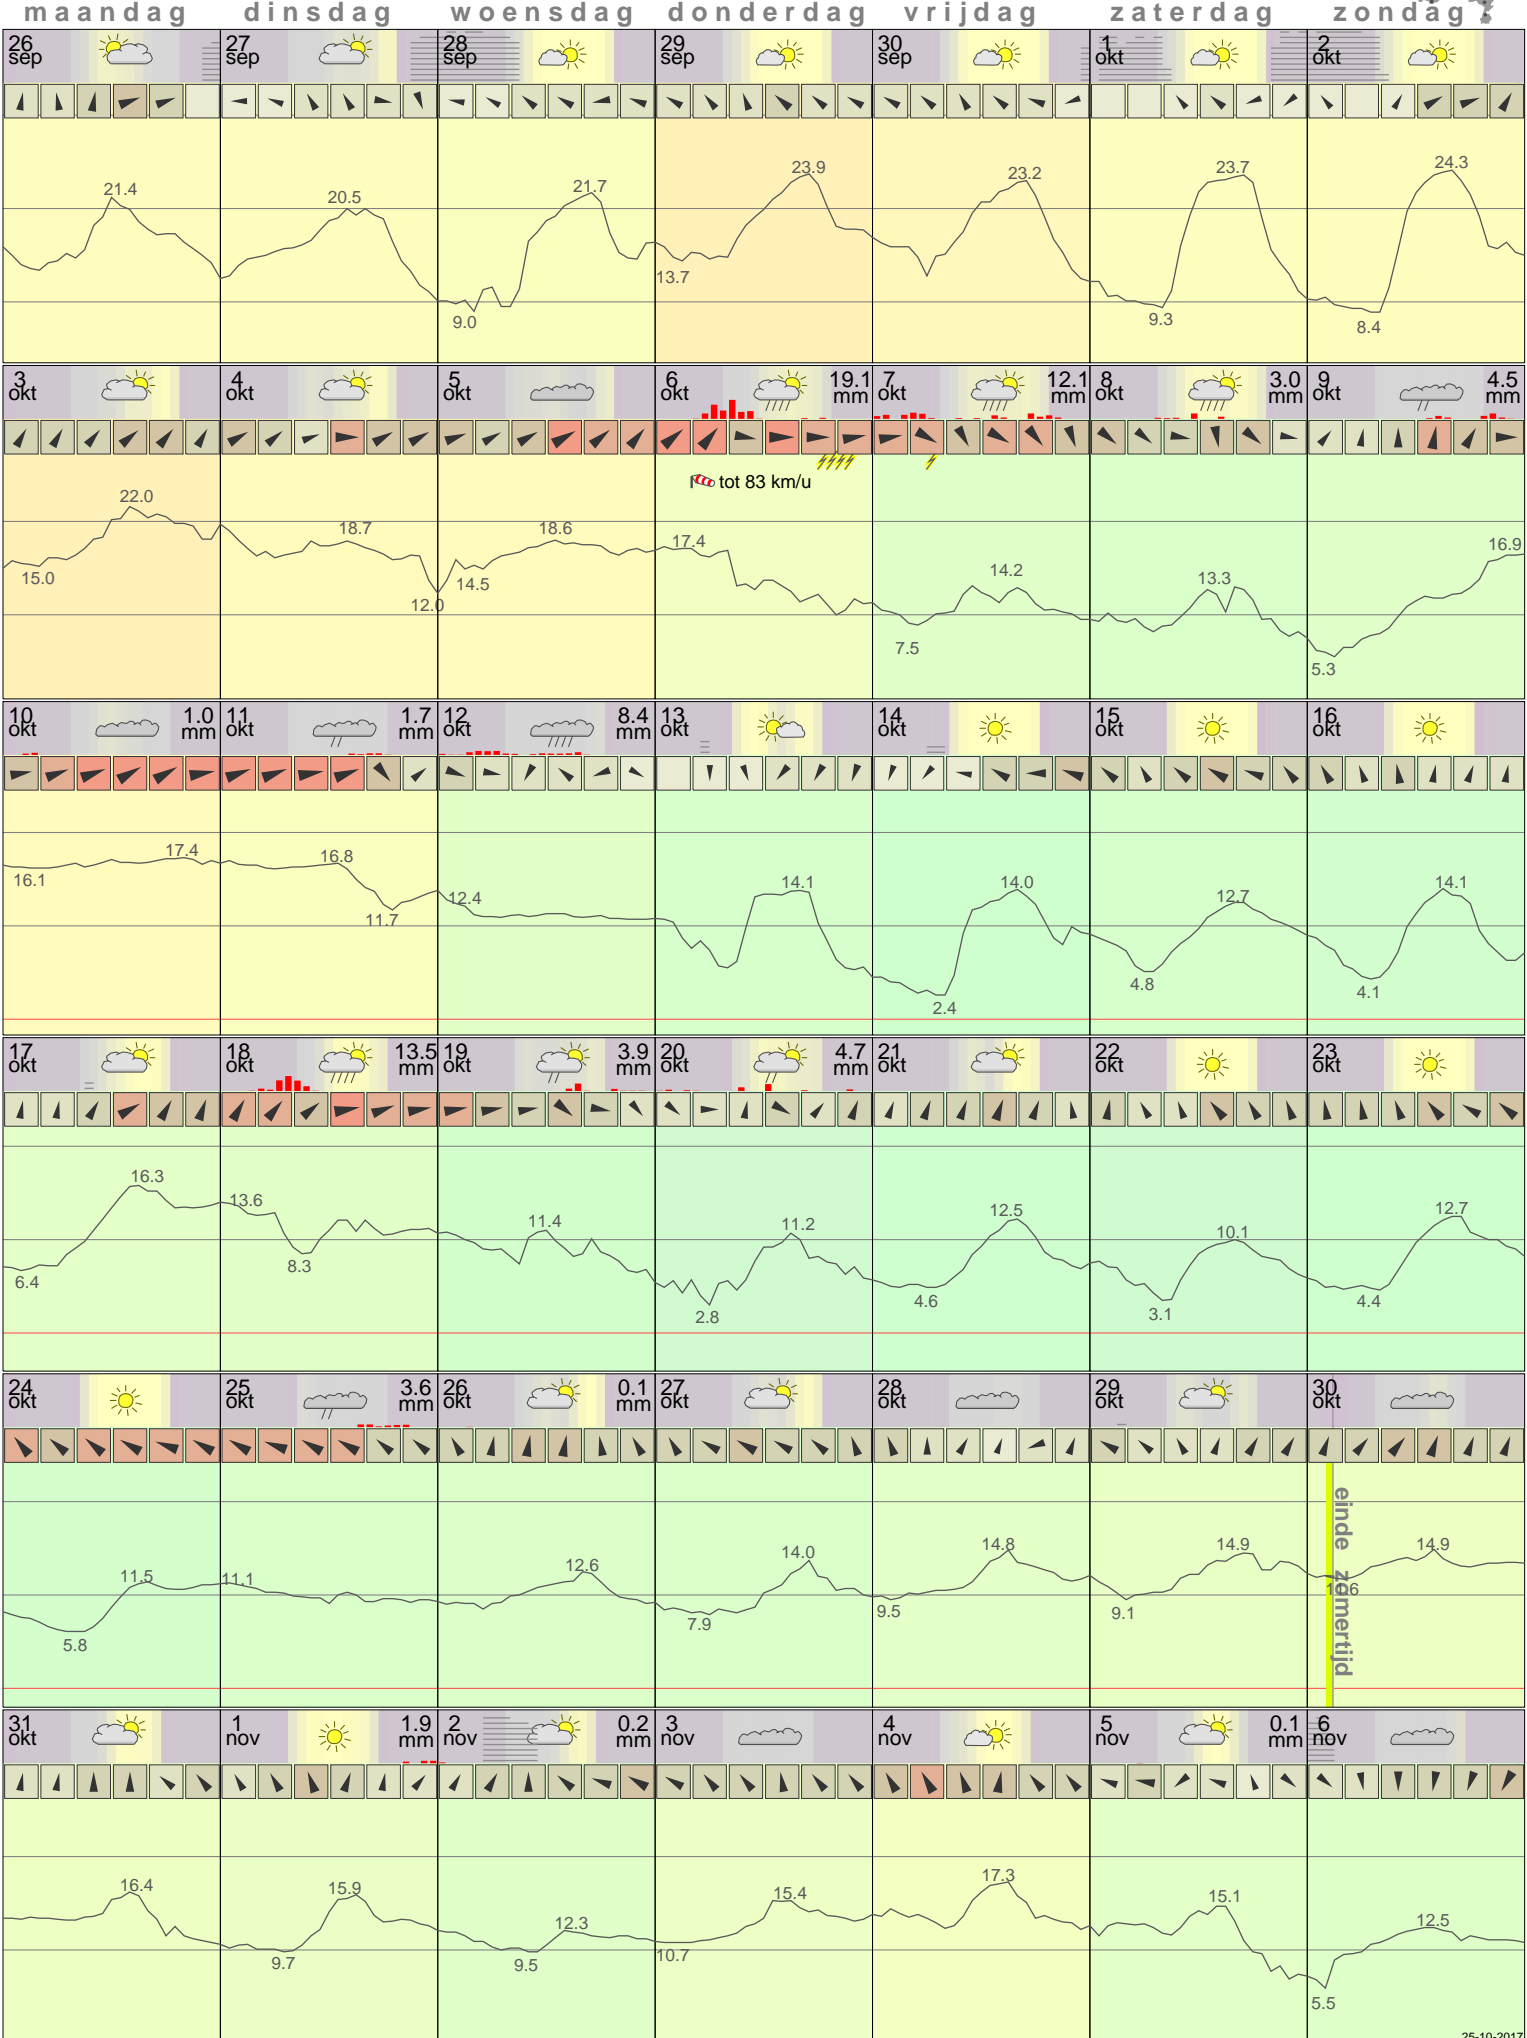 maandag dinsdag woensdag donderdag vrijdag zaterdag zondag ?
26 27 28 29 30 1 2
sep sep sep sep sep okt okt
21.4 20.5 21.7 23.9 23.2 23.7 24.3
13.7
9.0 9.3 8.4
3 4 5 6 19.1 7 12.1 8 3.0 9 4.5
okt okt okt okt mm okt mm okt mm okt mm
tot 83 km/u
22.0 18.7 18.6 17.4 16.9
15.0 14.5 14.2 13.3
12.0 7.5 5.3
10 1.0 11 1.7 12 8.4 13 14 15 16
okt mm okt mm okt mm okt okt okt okt
17.4 16.8
16.1 12.4 14.1 14.0 12.7 14.1
11.7
4.8 4.1
2.4
17 18 13.5 19 3.9 20 4.7 21 22 23
okt okt mm okt mm okt mm okt okt okt
16.3
13.6 11.4 11.2 12.5 10.1 12.7
6.4 8.3
2.8 4.6 3.1 4.4
24 25 3.6 26 0.1 27 28 29 30
okt okt mm okt mm okt okt okt okt
einde zomertijd
14.0 14.8 14.9 14.9
11.5 11.1 12.6
7.9 9.5 9.1
5.8
31 1 1.9 2 0.2 3 4 5 0.1 6
okt nov mm nov mm nov nov nov mm nov
16.4 15.9 15.4 17.3 15.1
12.3 12.5
9.7 9.5 10.7
5.5
25-10-2017